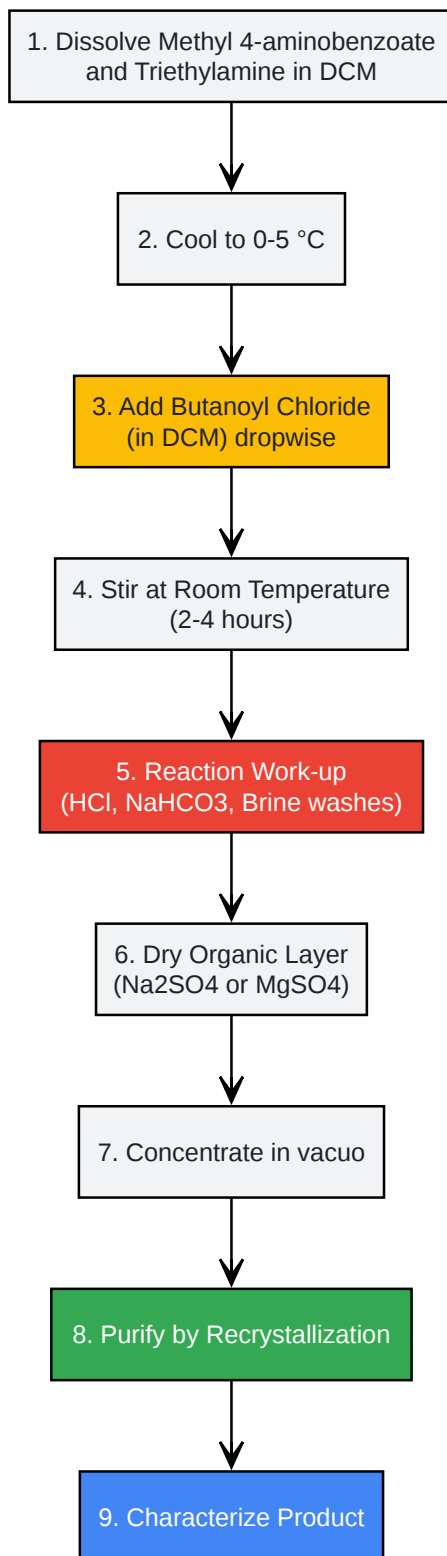 1. Dissolve Methyl 4-aminobenzoate
and Triethylamine in DCM
2. Cool to 0-5 °C
3. Add Butanoyl Chloride
(in DCM) dropwise
4. Stir at Room Temperature
(2-4 hours)
5. Reaction Work-up
(HCl, NaHCO3, Brine washes)
6. Dry Organic Layer
(Na2SO4 or MgSO4)
7. Concentrate in vacuo
8. Purify by Recrystallization
9. Characterize Product